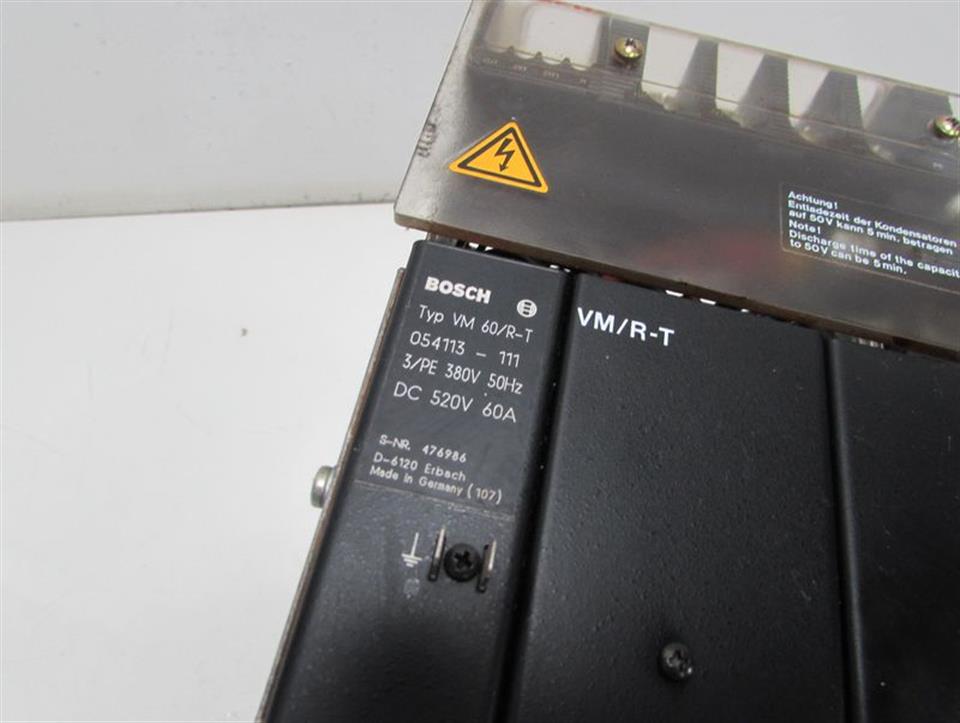 Achtung!
Entladezeit der Kondensatoren
auf 50V kann 5 min. betragen
Note!
Discharge time of the capacit
to 50V can be 5min.
BOSCH
Typ VM 60/R-T
054113 - 111
3/PE 380V 50Hz
DC 520V 60A
S-NR. 476986
D-6120 Erbach
Made in Germany (107)
VM/R-T